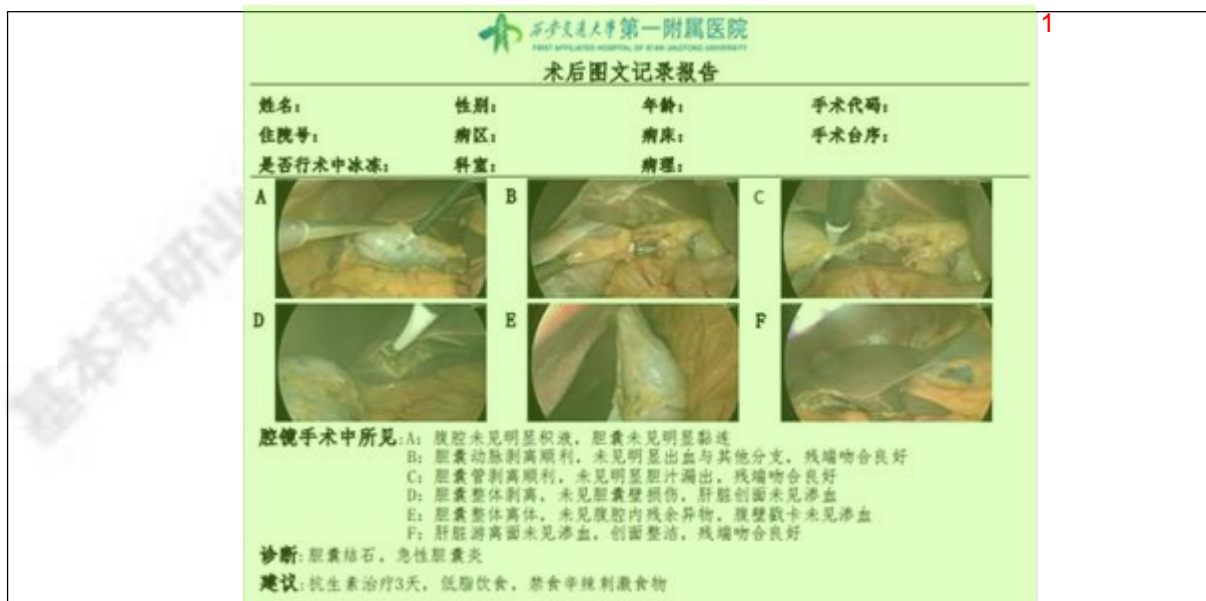 1
西安交通大学第一附属医院
FIRST AFFILIATED HOSPITAL OF XI'AN JIAOTONG UNIVERSITY
术后图文记录报告
姓名： 性别： 年龄： 手术代码：
住院号： 病区： 病床： 手术台序：
是否行术中冰冻： 科室： 病理：
A B C
D E F
腔镜手术中所见:A: 腹腔未见明显积液，胆囊未见明显黏连
B: 胆囊动脉剥离顺利，未见明显出血与其他分支，残端吻合良好
C: 胆囊管剥离顺利，未见明显胆汁漏出，残端吻合良好
D: 胆囊整体剥离，未见胆囊壁损伤，肝脏创面未见渗血
E: 胆囊整体离体，未见腹腔内残余异物，腹壁戳卡未见渗血
F: 肝脏游离面未见渗血，创面整洁，残端吻合良好
诊断:胆囊结石，急性胆囊炎
建议:抗生素治疗3天，低脂饮食，禁食辛辣刺激食物
基本科研业